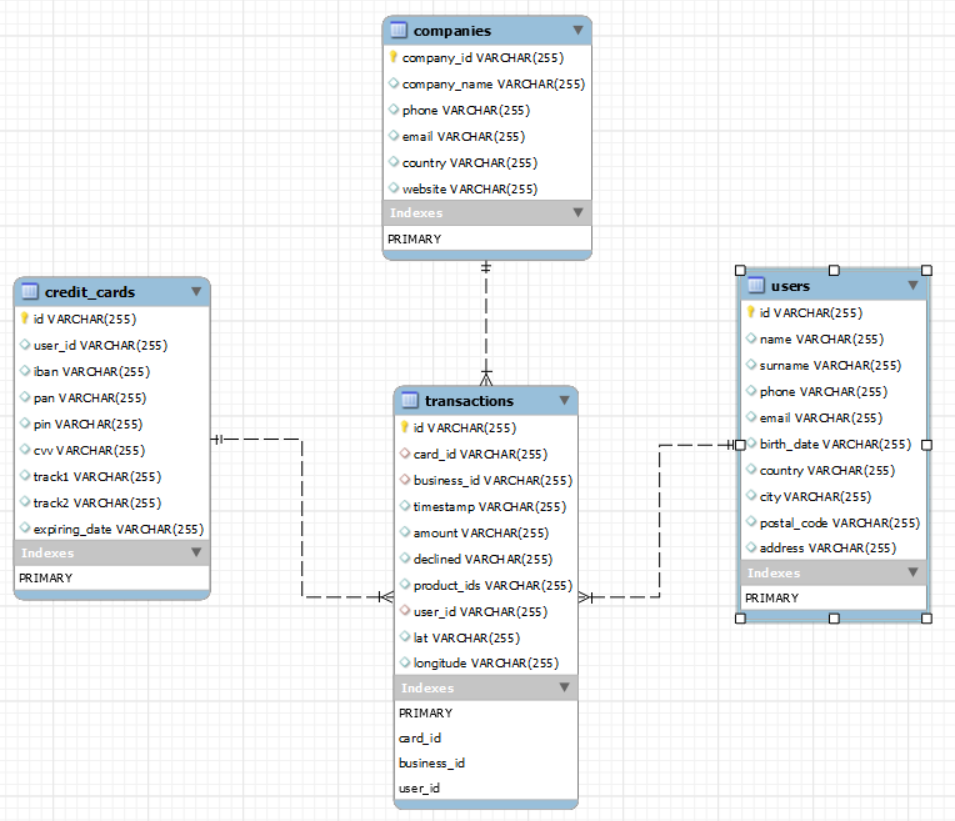 companies
company_id VARCHAR(255)
company_name VARCHAR(255)
phone VARCHAR(255)
email VARCHAR(255)
country VARCHAR(255)
website VARCHAR(255)
Indexes
PRIMARY
credit_cards
id VARCHAR(255)
user_id VARCHAR(255)
iban VARCHAR(255)
pan VARCHAR(255)
pin VARCHAR(255)
cvv VARCHAR(255)
track1 VARCHAR(255)
track2 VARCHAR(255)
expiring_date VARCHAR(255)
Indexes
PRIMARY
transactions
id VARCHAR(255)
card_id VARCHAR(255)
business_id VARCHAR(255)
timestamp VARCHAR(255)
amount VARCHAR(255)
declined VARCHAR(255)
product_ids VARCHAR(255)
user_id VARCHAR(255)
lat VARCHAR(255)
longitude VARCHAR(255)
Indexes
PRIMARY
card_id
business_id
user_id
users
id VARCHAR(255)
name VARCHAR(255)
surname VARCHAR(255)
phone VARCHAR(255)
email VARCHAR(255)
birth_date VARCHAR(255)
country VARCHAR(255)
city VARCHAR(255)
postal_code VARCHAR(255)
address VARCHAR(255)
Indexes
PRIMARY